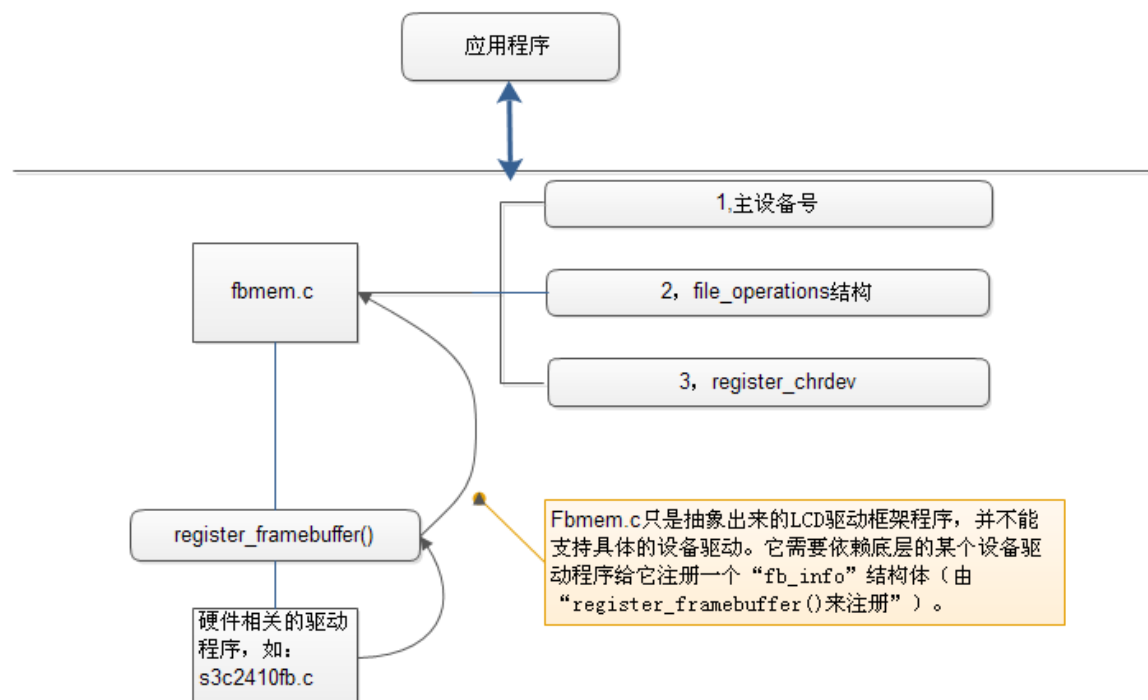 应用程序
1,主设备号
fbmem.c
2，file_operations结构
3，register_chrdev
register_framebuffer()
Fbmem.c只是抽象出来的LCD驱动框架程序，并不能
支持具体的设备驱动。它需要依赖底层的某个设备驱
动程序给它注册一个“fb_info”结构体（由
“register_framebuffer()来注册”）。
硬件相关的驱动
程序，如：
s3c2410fb.c